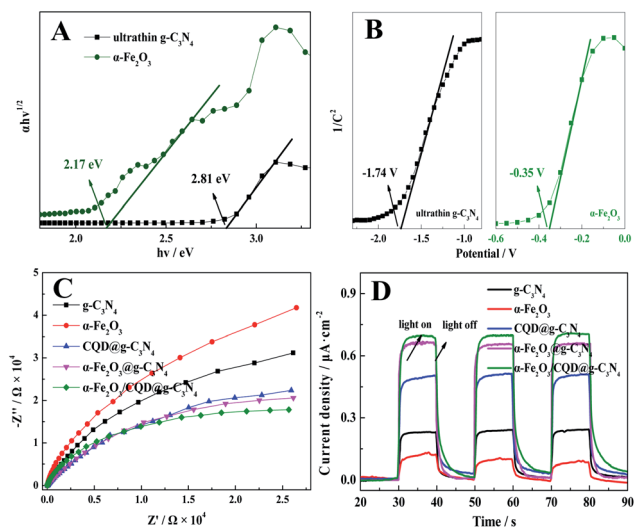 A
ultrathin g-C3N4
α-Fe2O3
αhν1/2
2.17 eV
2.81 eV
2.0 2.5 3.0
hν / eV
B
1/C2
-1.74 V
ultrathin g-C3N4
-2.0 -1.5 -1.0
-0.35 V
α-Fe2O3
-0.6 -0.4 -0.2 0.0
Potential / V
C
g-C3N4
α-Fe2O3
CQD@g-C3N4
α-Fe2O3@g-C3N4
α-Fe2O3/CQD@g-C3N4
-Z'' / Ω × 10⁴
5
4
3
2
1
0
0.0 0.5 1.0 1.5 2.0 2.5 3.0
Z' / Ω × 10⁴
D
g-C3N4
α-Fe2O3
CQD@g-C3N4
α-Fe2O3@g-C3N4
α-Fe2O3/CQD@g-C3N4
light on
light off
Current density / μA·cm-2
0.9
0.6
0.3
0.0
20 30 40 50 60 70 80 90
Time / s